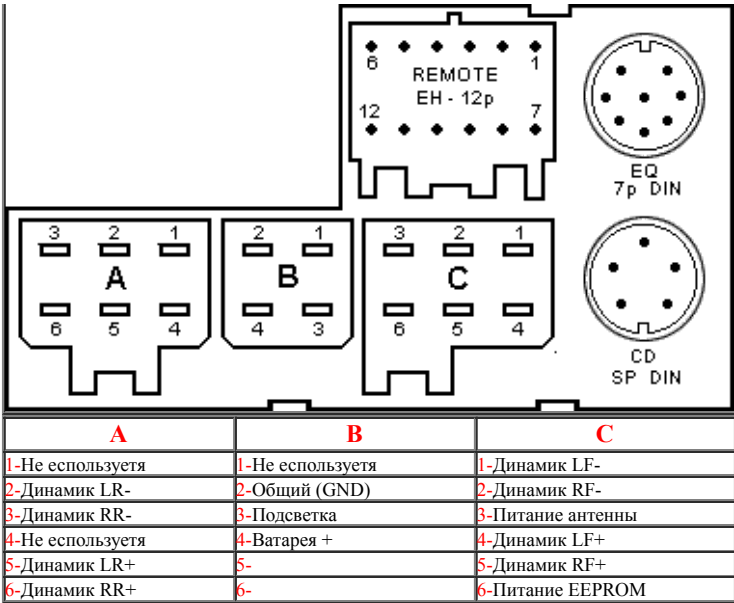 6 1
REMOTE
EH - 12p
12 7
EQ
7p DIN
3 2 1 2 1 3 2 1
A B C
6 5 4 4 3 6 5 4
CD
SP DIN
A B C
1-Не еспользуетя 1-Не еспользуетя 1-Динамик LF-
2-Динамик LR- 2-Общий (GND) 2-Динамик RF-
3-Динамик RR- 3-Подсветка 3-Питание антенны
4-Не еспользуетя 4-Ватарея + 4-Динамик LF+
5-Динамик LR+ 5- 5-Динамик RF+
6-Динамик RR+ 6- 6-Питание EEPROM